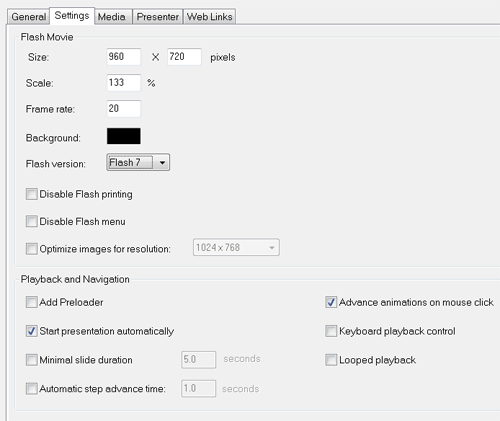 General Settings Media Presenter Web Links
Flash Movie
Size: 960 X 720 pixels
Scale: 133 %
Frame rate: 20
Background:
Flash version: Flash 7
Disable Flash printing
Disable Flash menu
Optimize images for resolution: 1024 x 768
Playback and Navigation
Add Preloader Advance animations on mouse click
Start presentation automatically Keyboard playback control
Minimal slide duration 5.0 seconds Looped playback
Automatic step advance time: 1.0 seconds